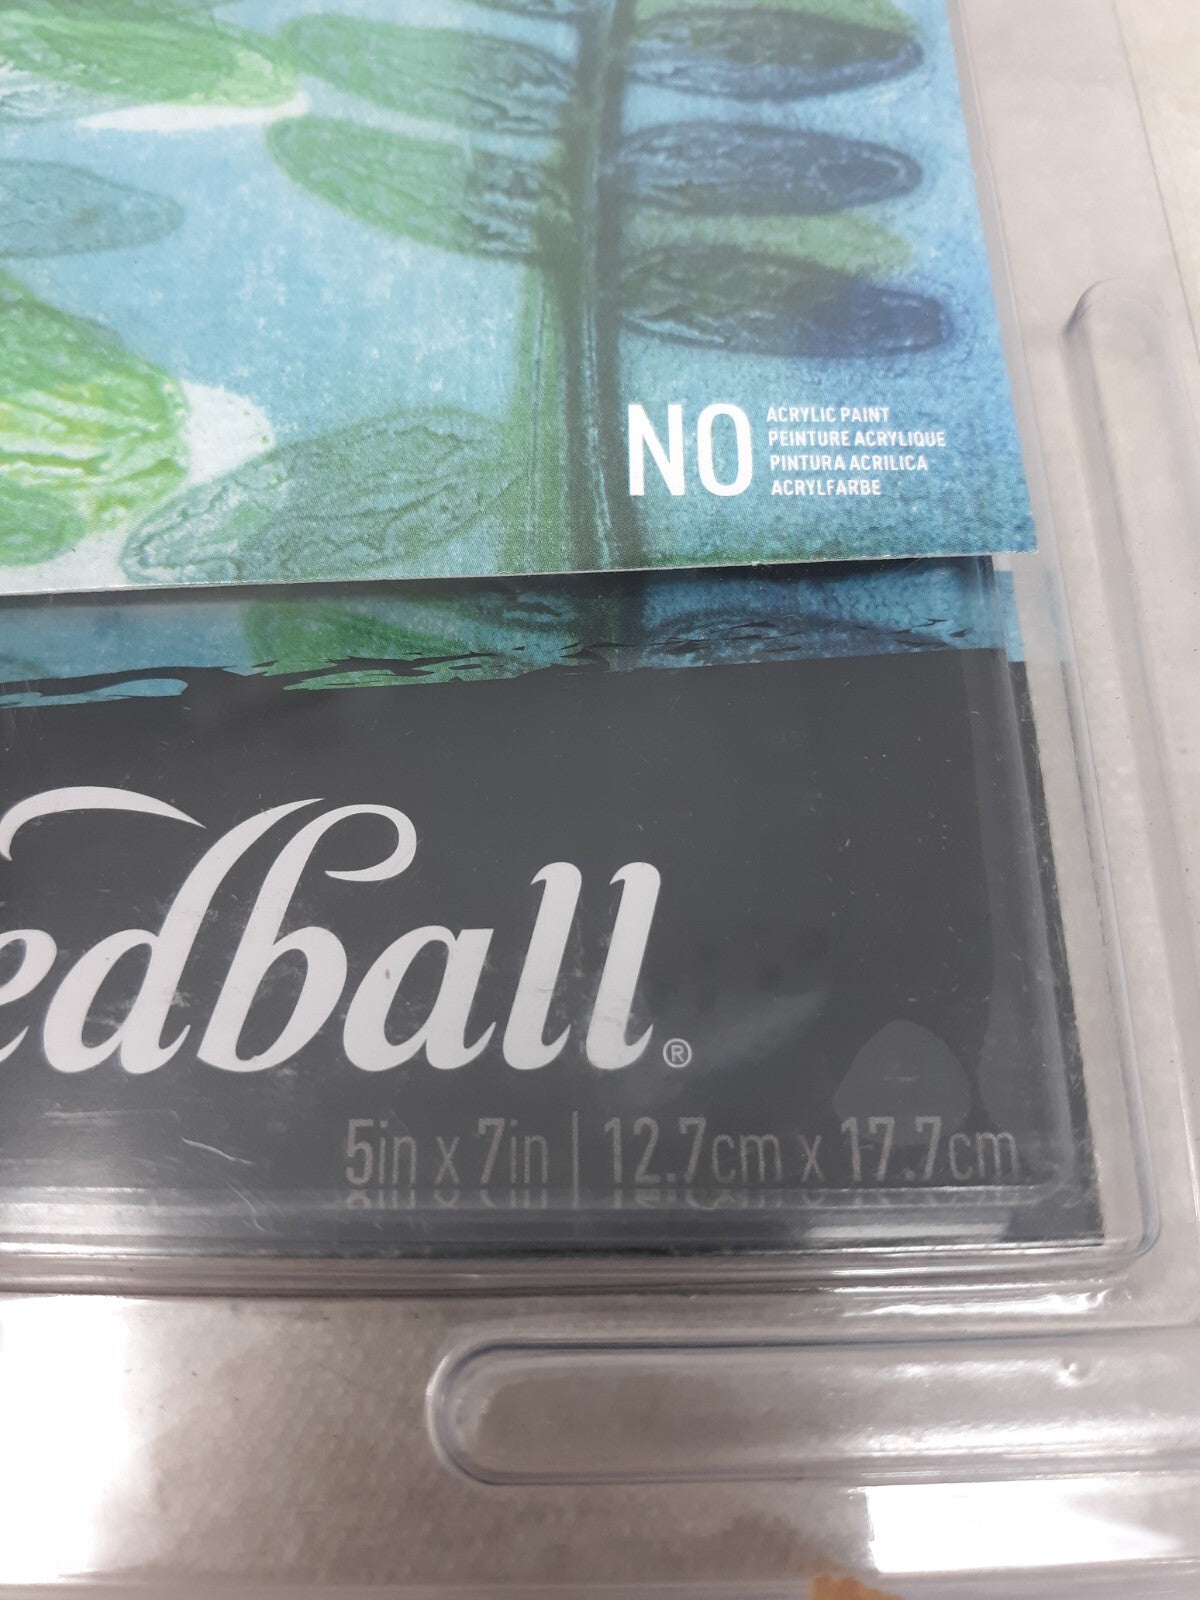 NO
ACRYLIC PAINT
PEINTURE ACRYLIQUE
PINTURA ACRILICA
ACRYLFARBE
edball®
5in x 7in | 12.7cm x 17.7cm